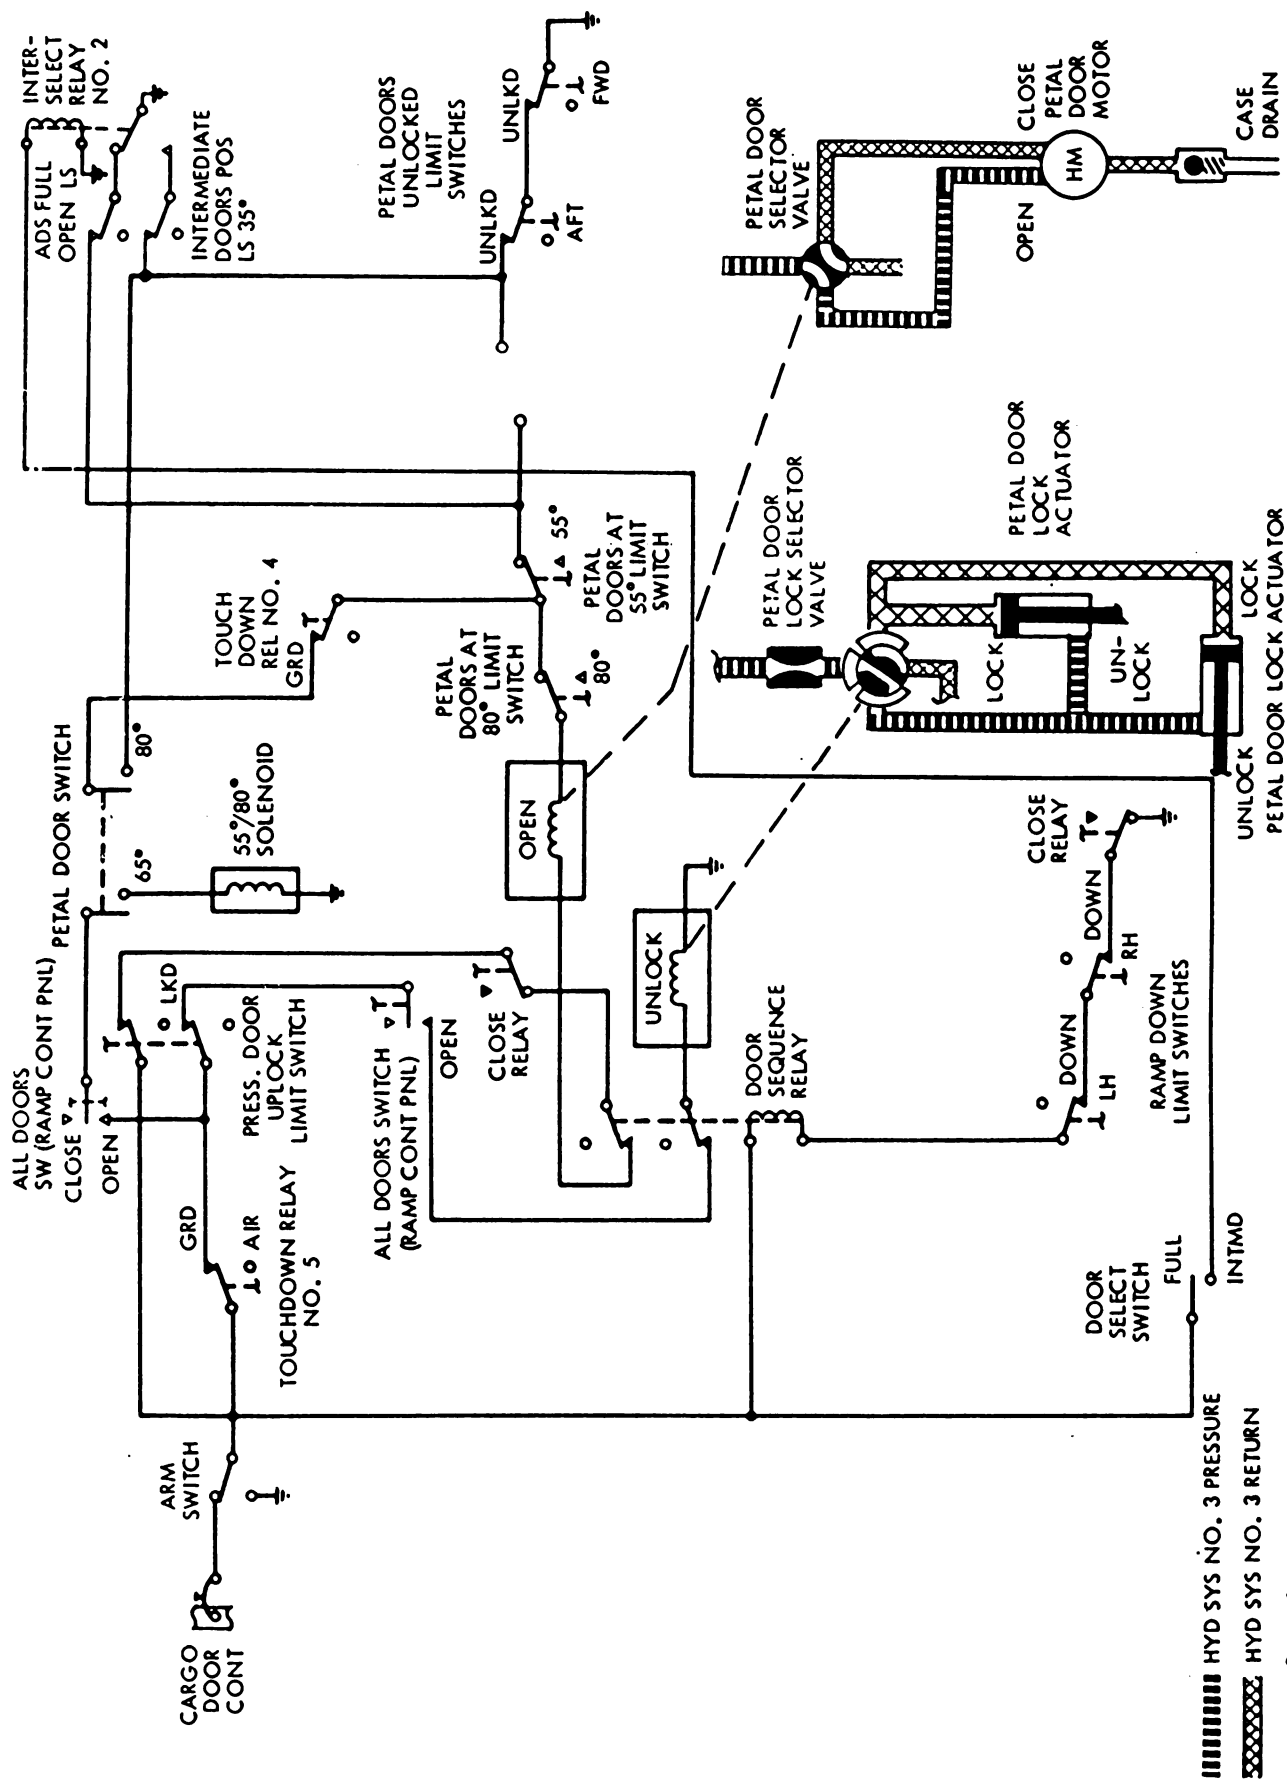 CARGO
DOOR
CONT
ARM
SWITCH
ALL DOORS
SW (RAMP CONT PNL)
CLOSE
OPEN
GRD
AIR
TOUCHDOWN RELAY
NO. 5
LKD
PRESS. DOOR
UPLOCK
LIMIT SWITCH
PETAL DOOR SWITCH
65°
80°
55°/80°
SOLENOID
TOUCH
DOWN
REL NO. 4
GRD
INTER-
SELECT
RELAY
NO. 2
ADS FULL
OPEN LS
INTERMEDIATE
DOORS POS
LS 35°
ALL DOORS SWITCH
(RAMP CONT PNL)
OPEN
CLOSE
RELAY
OPEN
PETAL
DOORS AT
80° LIMIT
SWITCH
80°
55°
PETAL
DOORS AT
55° LIMIT
SWITCH
PETAL DOORS
UNLOCKED
LIMIT
SWITCHES
UNLKD
AFT
UNLKD
FWD
UNLOCK
DOOR
SEQUENCE
RELAY
PETAL DOOR
LOCK SELECTOR
VALVE
PETAL DOOR
SELECTOR
VALVE
LOCK
UN-
LOCK
PETAL DOOR
LOCK
ACTUATOR
OPEN
CLOSE
PETAL
DOOR
MOTOR
HM
CASE
DRAIN
DOWN
LH
DOWN
RH
RAMP DOWN
LIMIT SWITCHES
CLOSE
RELAY
DOOR
SELECT
SWITCH
FULL
INTMD
UNLOCK
LOCK
PETAL DOOR LOCK ACTUATOR
HYD SYS NO. 3 PRESSURE
HYD SYS NO. 3 RETURN